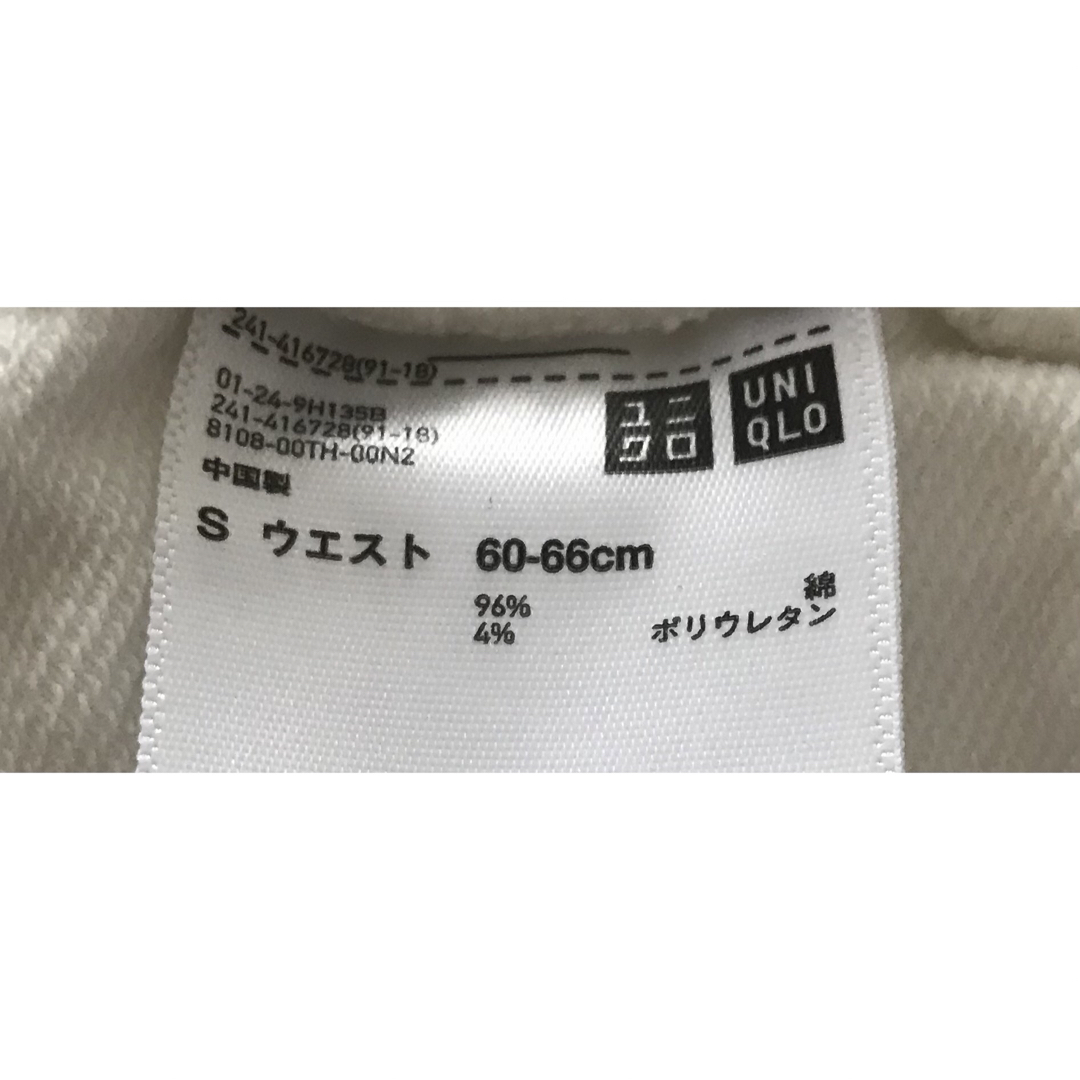 241-416728(91-18)
01-24-9H135B
241-416728(91-18)
8108-00TH-00N2
中国製
ユニ
クロ
UNI
QLO
S ウエスト 60-66cm
96% 綿
4% ポリウレタン